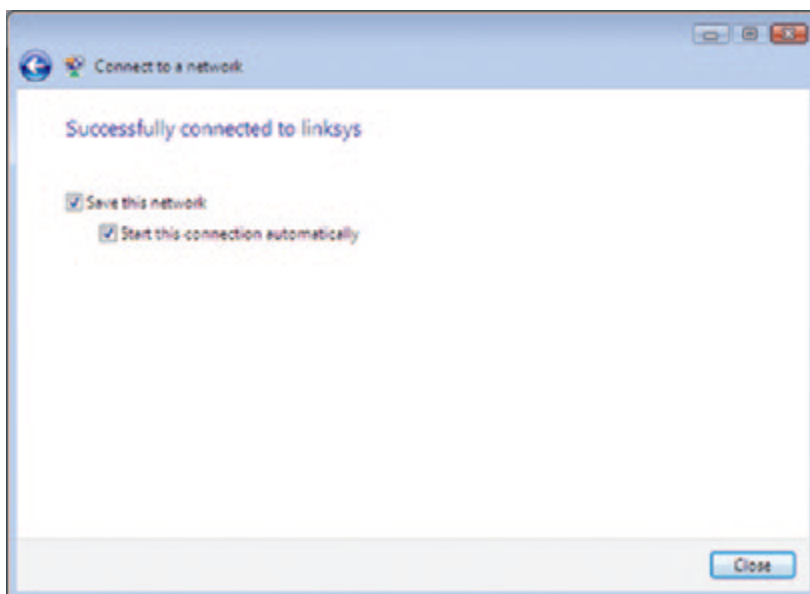 Connect to a network
Successfully connected to linksys
Save this network
Start this connection automatically
Close